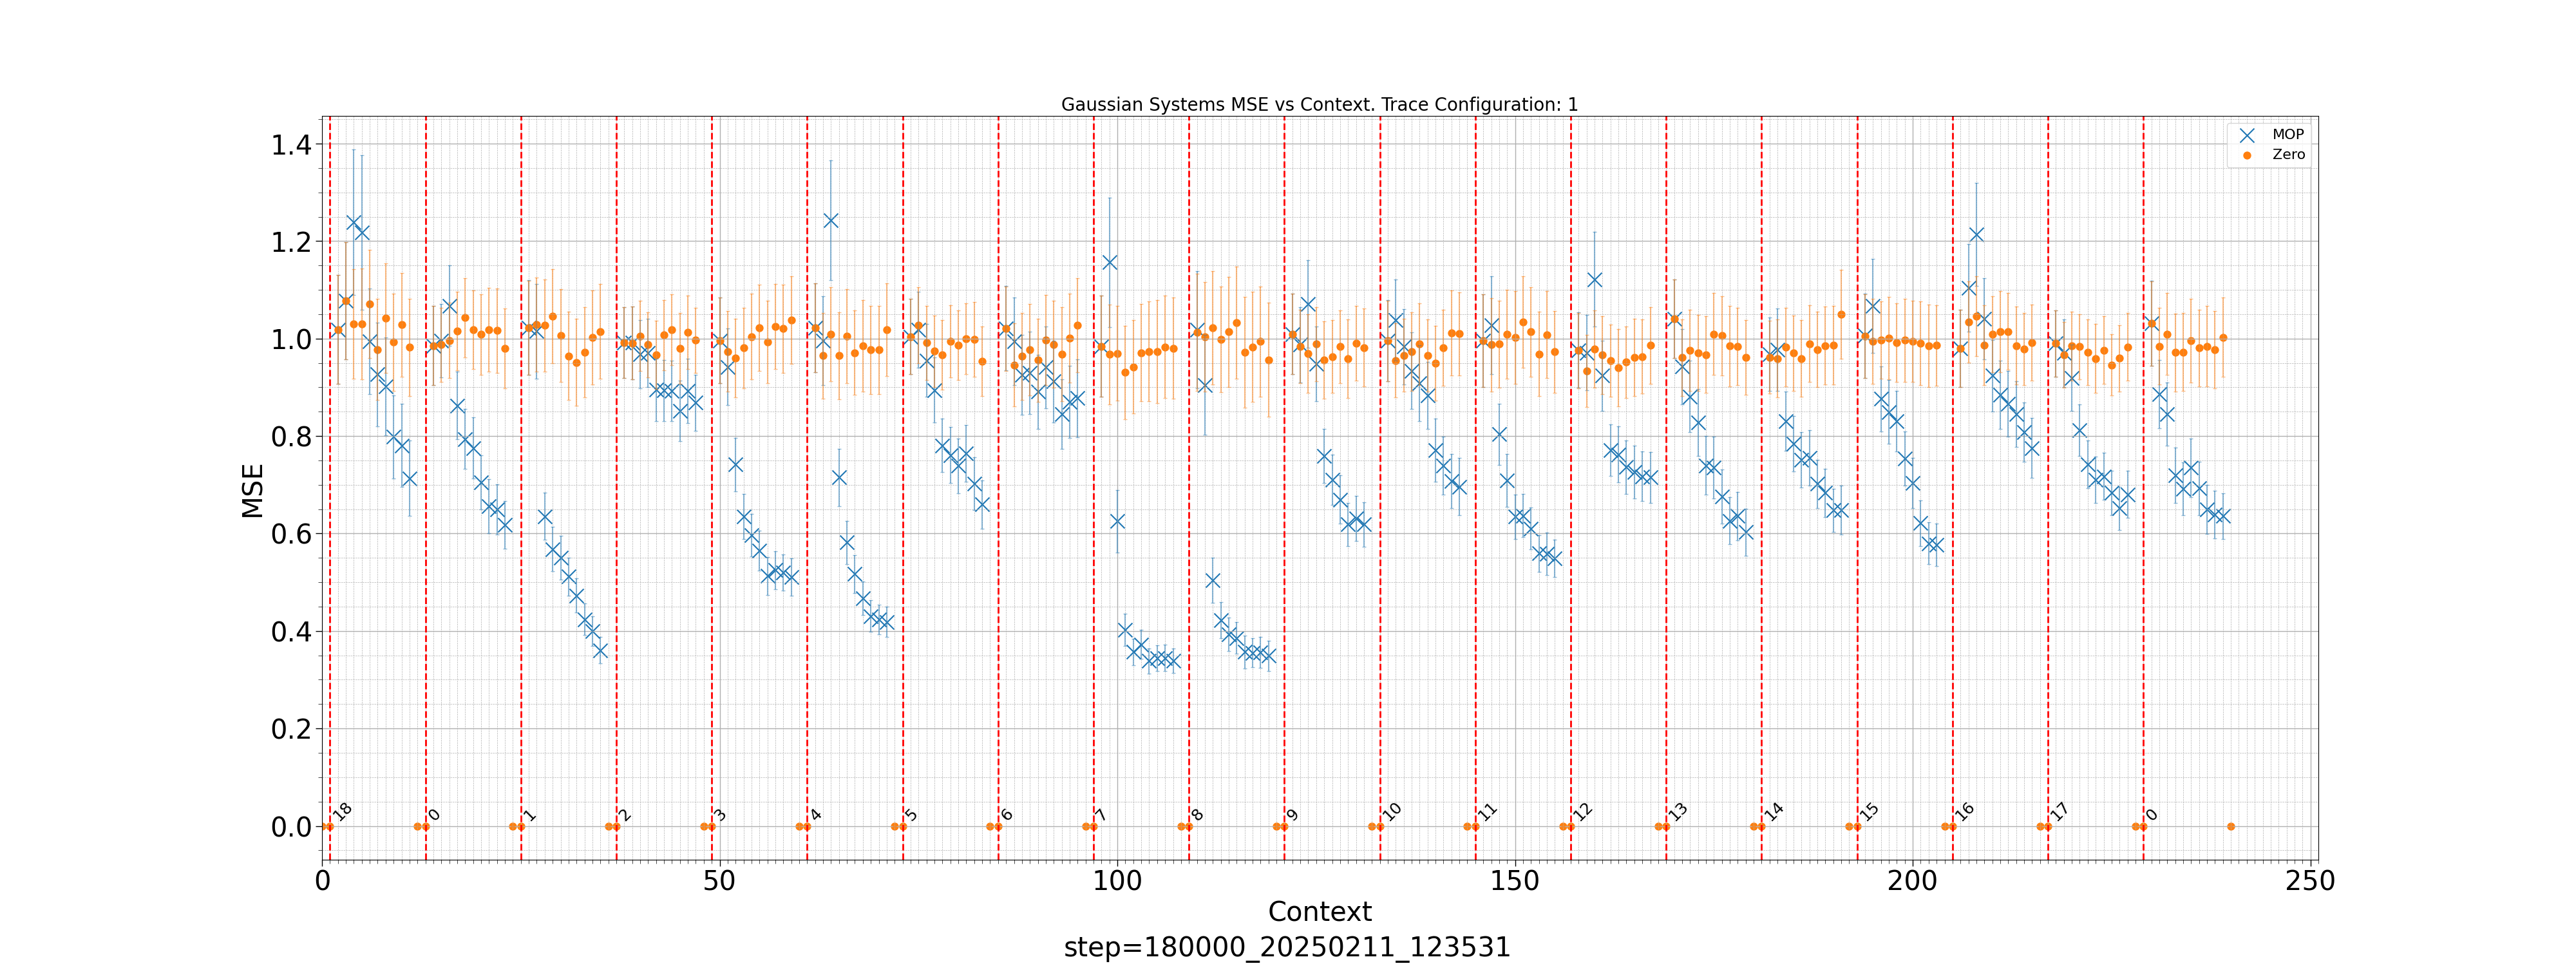 Gaussian Systems MSE vs Context. Trace Configuration: 1
MOP
Zero
MSE
1.4
1.2
1.0
0.8
0.6
0.4
0.2
0.0
18 0 1 2 3 4 5 6 7 8 9 10 11 12 13 14 15 16 17 0
0 50 100 150 200 250
Context
step=180000_20250211_123531